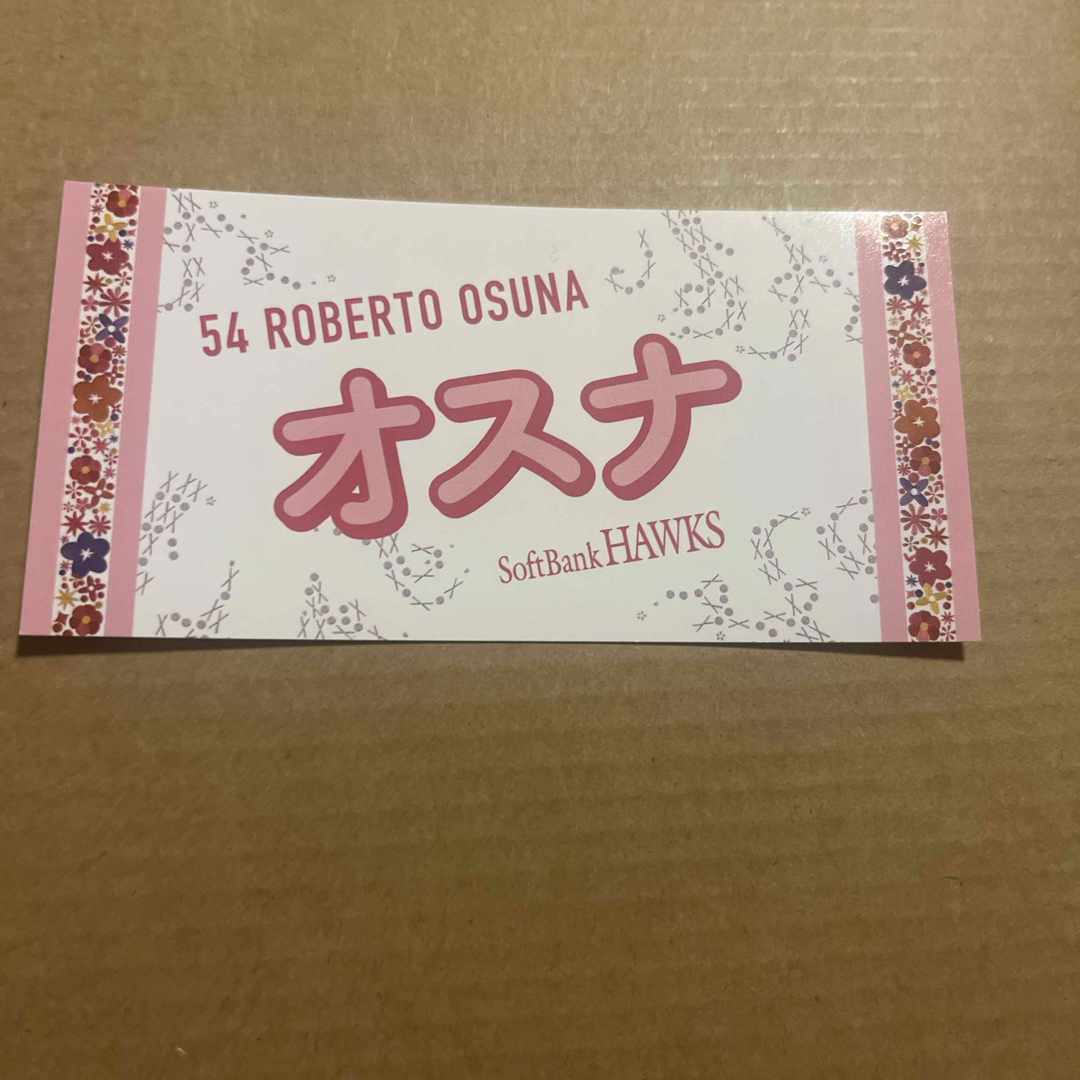 54 ROBERTO OSUNA
オスナ
SoftBank HAWKS